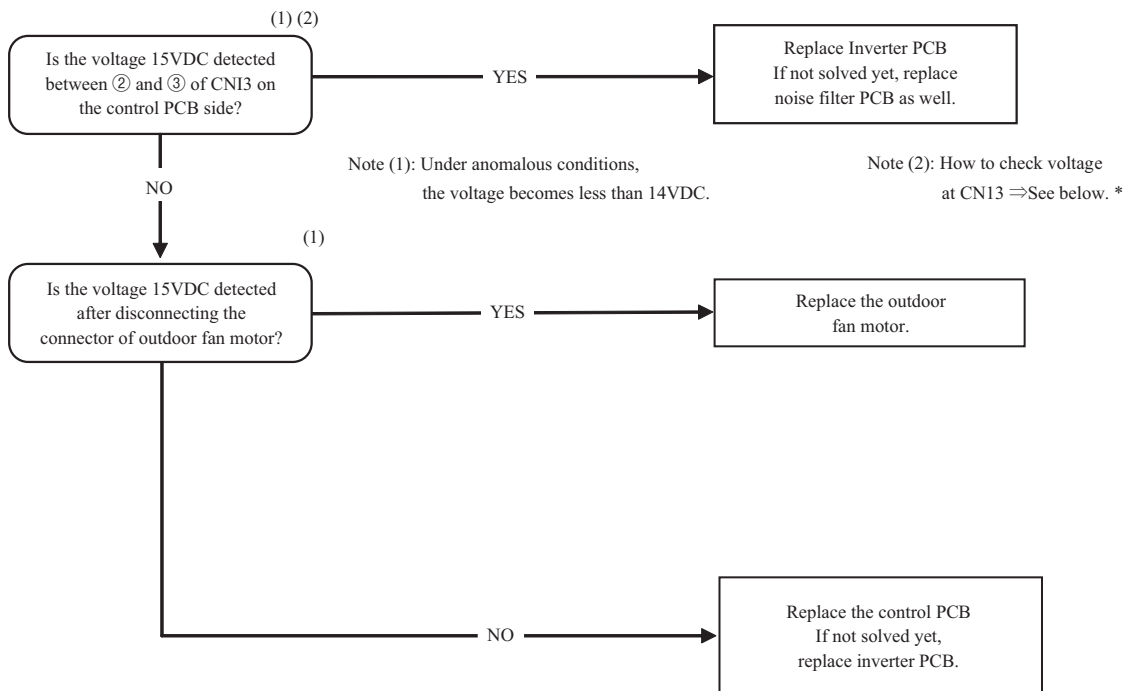 (1) (2)
Is the voltage 15VDC detected
between ② and ③ of CNI3 on
the control PCB side?
YES
Replace Inverter PCB
If not solved yet, replace
noise filter PCB as well.
NO
Note (1): Under anomalous conditions,
the voltage becomes less than 14VDC.
Note (2): How to check voltage
at CN13 ⇒See below. *
(1)
Is the voltage 15VDC detected
after disconnecting the
connector of outdoor fan motor?
YES
Replace the outdoor
fan motor.
NO
Replace the control PCB
If not solved yet,
replace inverter PCB.